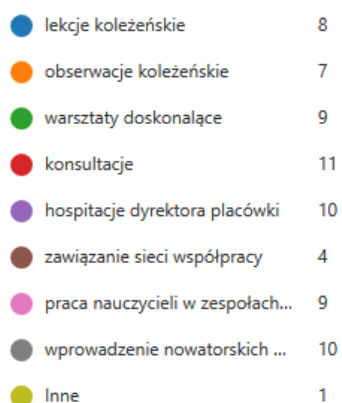 lekcje koleżeńskie 8
obserwacje koleżeńskie 7
warsztaty doskonalące 9
konsultacje 11
hospitacje dyrektora placówki 10
zawiązanie sieci współpracy 4
praca nauczycieli w zespołach... 9
wprowadzenie nowatorskich ... 10
Inne 1